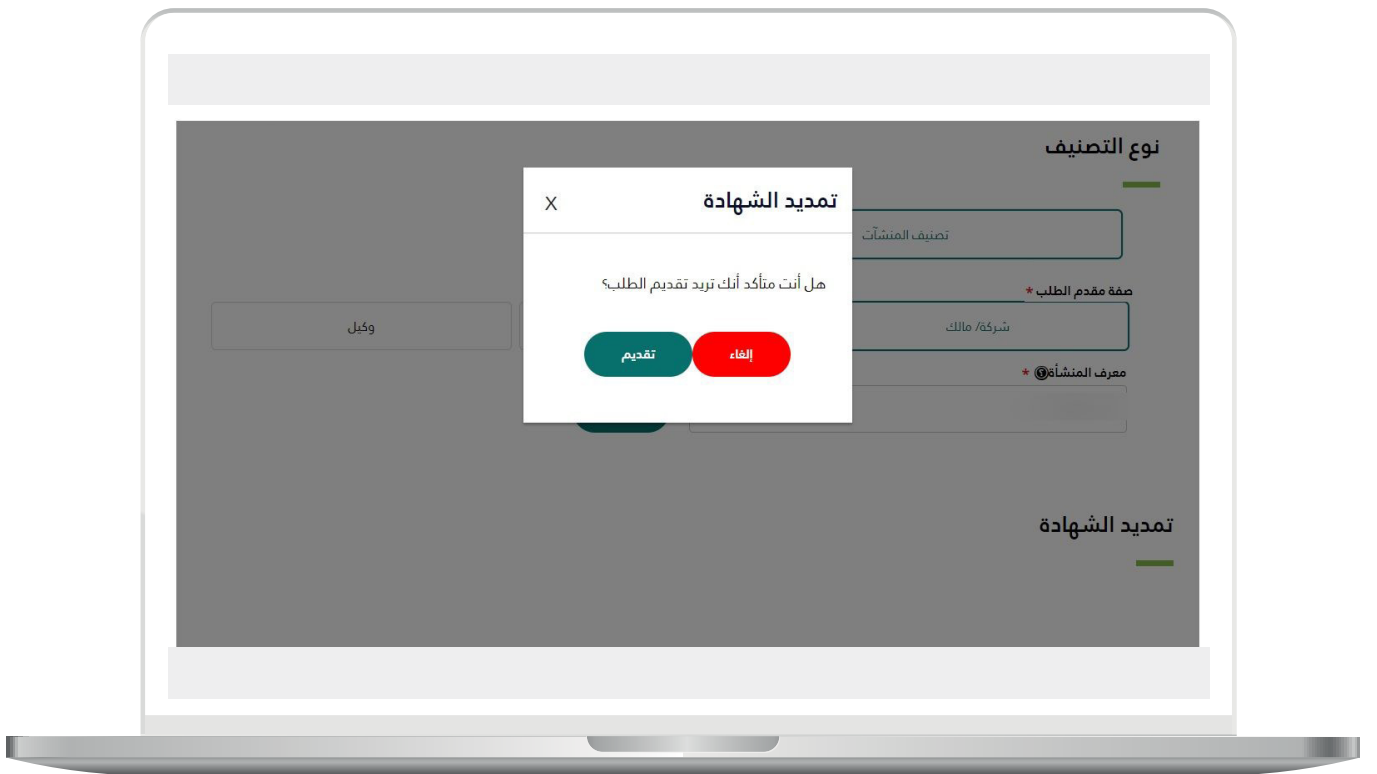 نوع التصنيف
تمديد الشهادة
X
تصنيف المنشآت
هل أنت متأكد أنك تريد تقديم الطلب؟
صفة مقدم الطلب *
شركة/ مالك
وكيل
إلغاء
تقديم
معرف المنشأة *
تمديد الشهادة